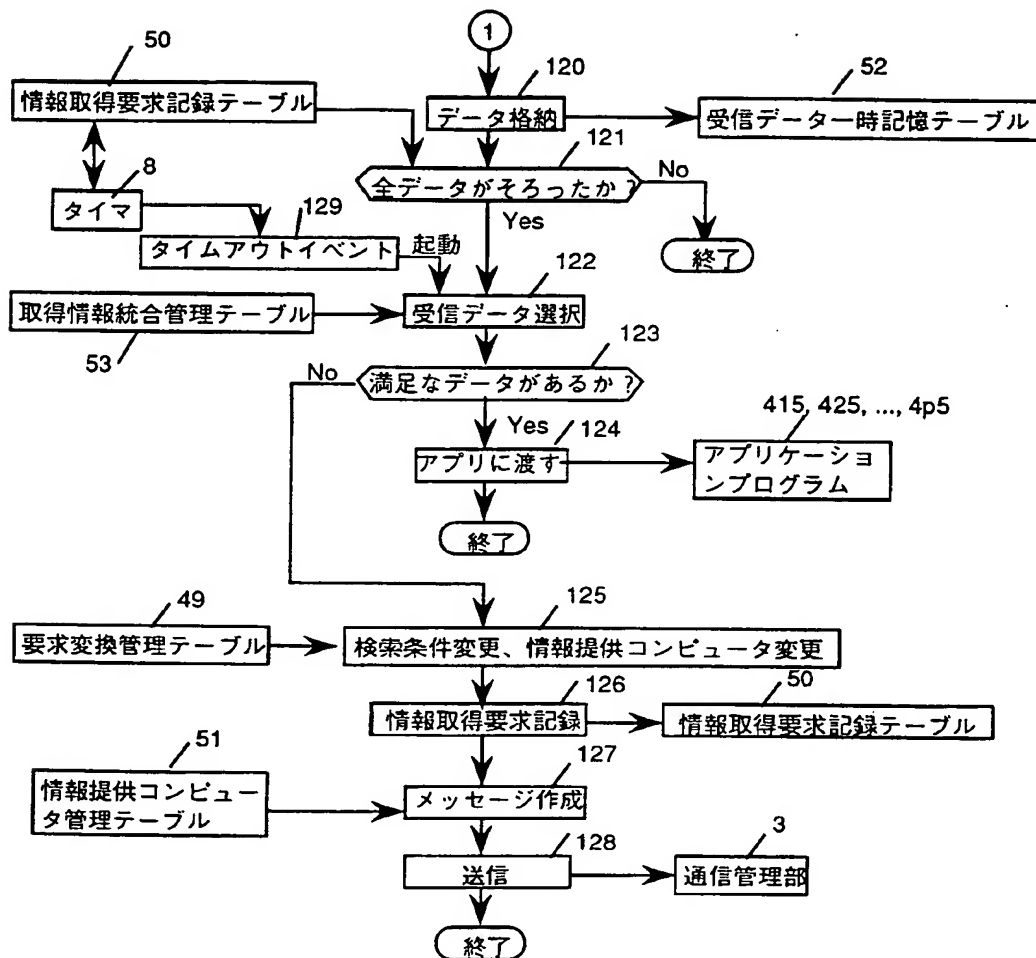 1
50
120
52
情報取得要求記録テーブル
データ格納
受信データ一時記憶テーブル
121
8
全データがそろったか?
No
タイマ
129
Yes
終了
タイムアウトイベント
起動
122
取得情報統合管理テーブル
受信データ選択
53
123
No
満足なデータがあるか?
415, 425, ..., 4p5
Yes
124
アプリに渡す
アプリケーショ
ンプログラム
終了
49
125
要求変換管理テーブル
検索条件変更、情報提供コンピュータ変更
126
50
情報取得要求記録
情報取得要求記録テーブル
51
127
情報提供コンピュー
タ管理テーブル
メッセージ作成
128
3
送信
通信管理部
終了